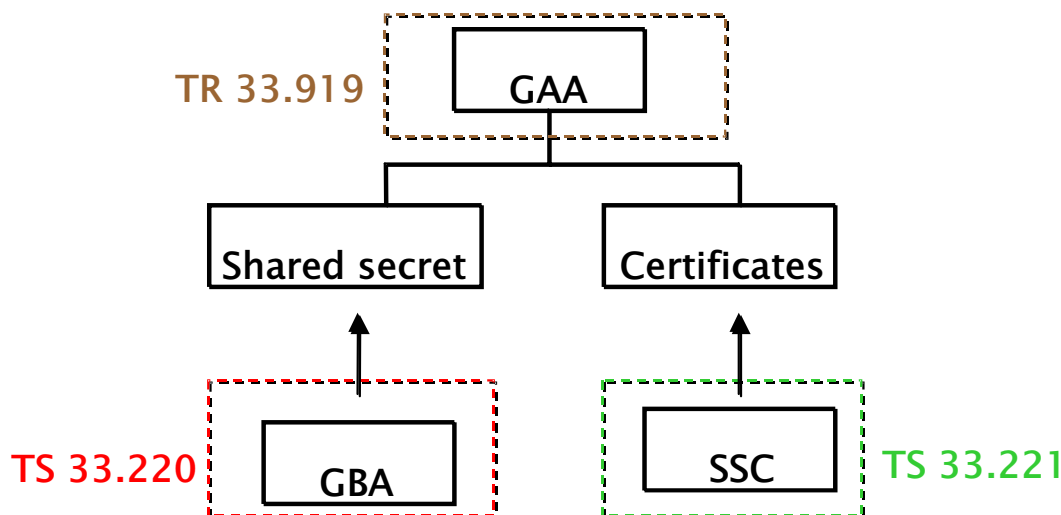 TR 33.919
GAA
Shared secret
Certificates
TS 33.220
GBA
SSC
TS 33.221